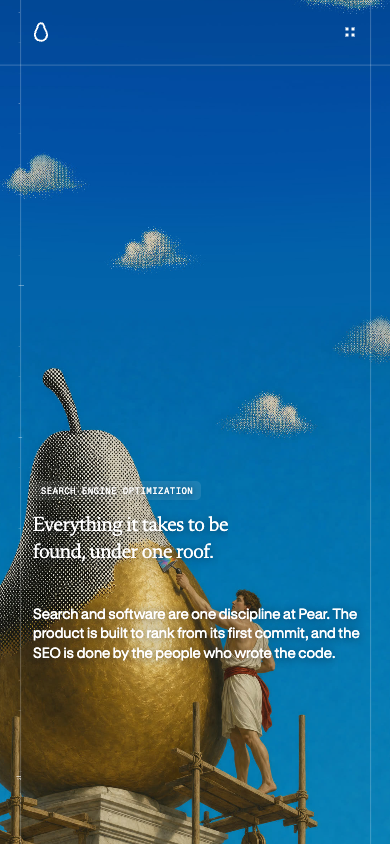 SEARCH ENGINE OPTIMIZATION
Everything it takes to be
found, under one roof.
Search and software are one discipline at Pear. The
product is built to rank from its first commit, and the
SEO is done by the people who wrote the code.